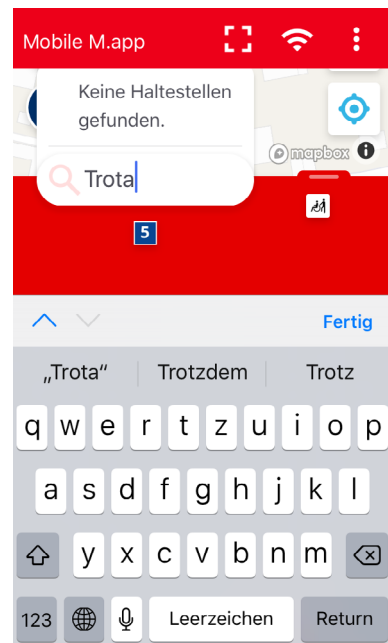 Mobile M.app
Keine Haltestellen
gefunden.
mapbox
Trota
5
Fertig
„Trota“ Trotzdem Trotz
q w e r t z u i o p
a s d f g h j k l
y x c v b n m
123 Leerzeichen Return